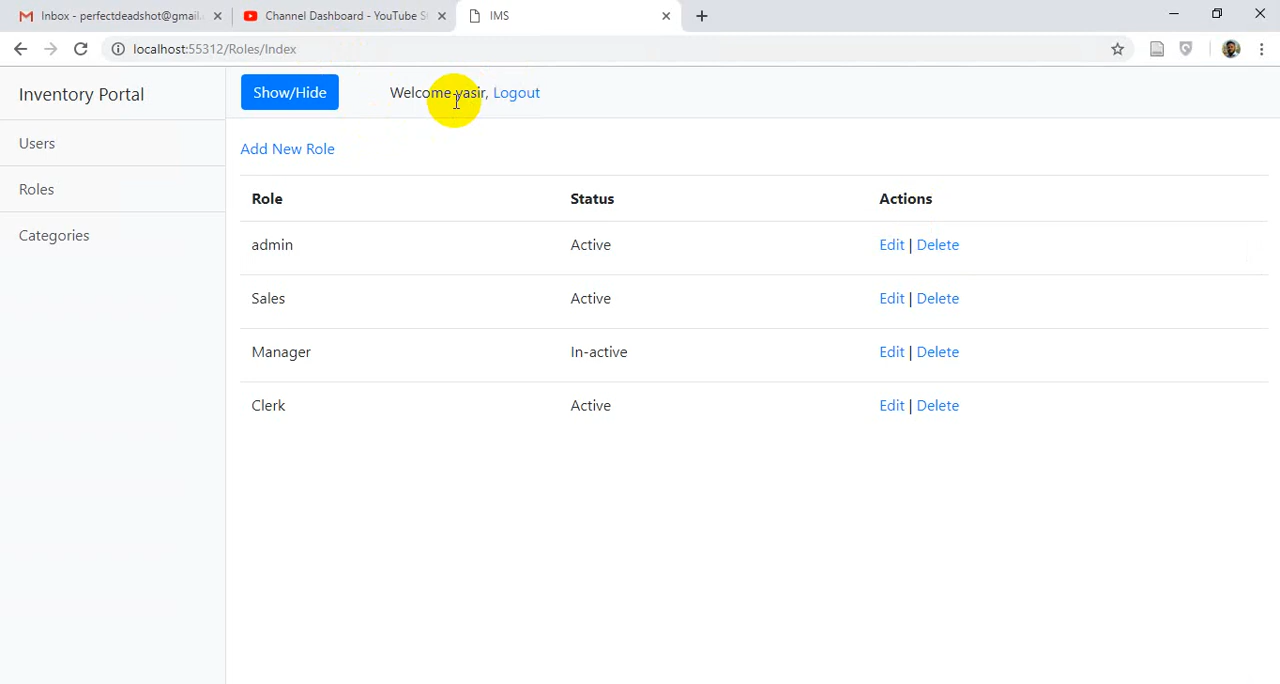 Inbox - perfectdeadshot@gmail.
Channel Dashboard - YouTube S
IMS
localhost:55312/Roles/Index
Inventory Portal
Show/Hide
Welcome yasir, Logout
Users
Roles
Categories
Add New Role
Role Status Actions
admin Active Edit | Delete
Sales Active Edit | Delete
Manager In-active Edit | Delete
Clerk Active Edit | Delete